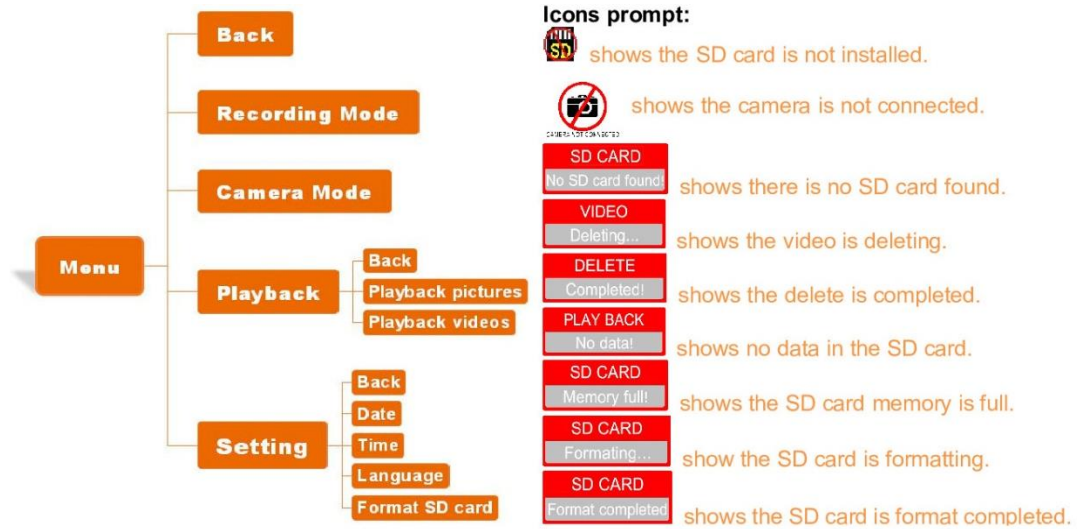 Menu
Back
Recording Mode
Camera Mode
Playback
Back
Playback pictures
Playback videos
Setting
Back
Date
Time
Language
Format SD card
Icons prompt:
SD shows the SD card is not installed.
shows the camera is not connected.
CAMERA NOT CONNECTED
SD CARD
No SD card found! shows there is no SD card found.
VIDEO
Deleting... shows the video is deleting.
DELETE
Completed! shows the delete is completed.
PLAY BACK
No data! shows no data in the SD card.
SD CARD
Memory full! shows the SD card memory is full.
SD CARD
Formating... show the SD card is formatting.
SD CARD
Format completed shows the SD card is format completed.